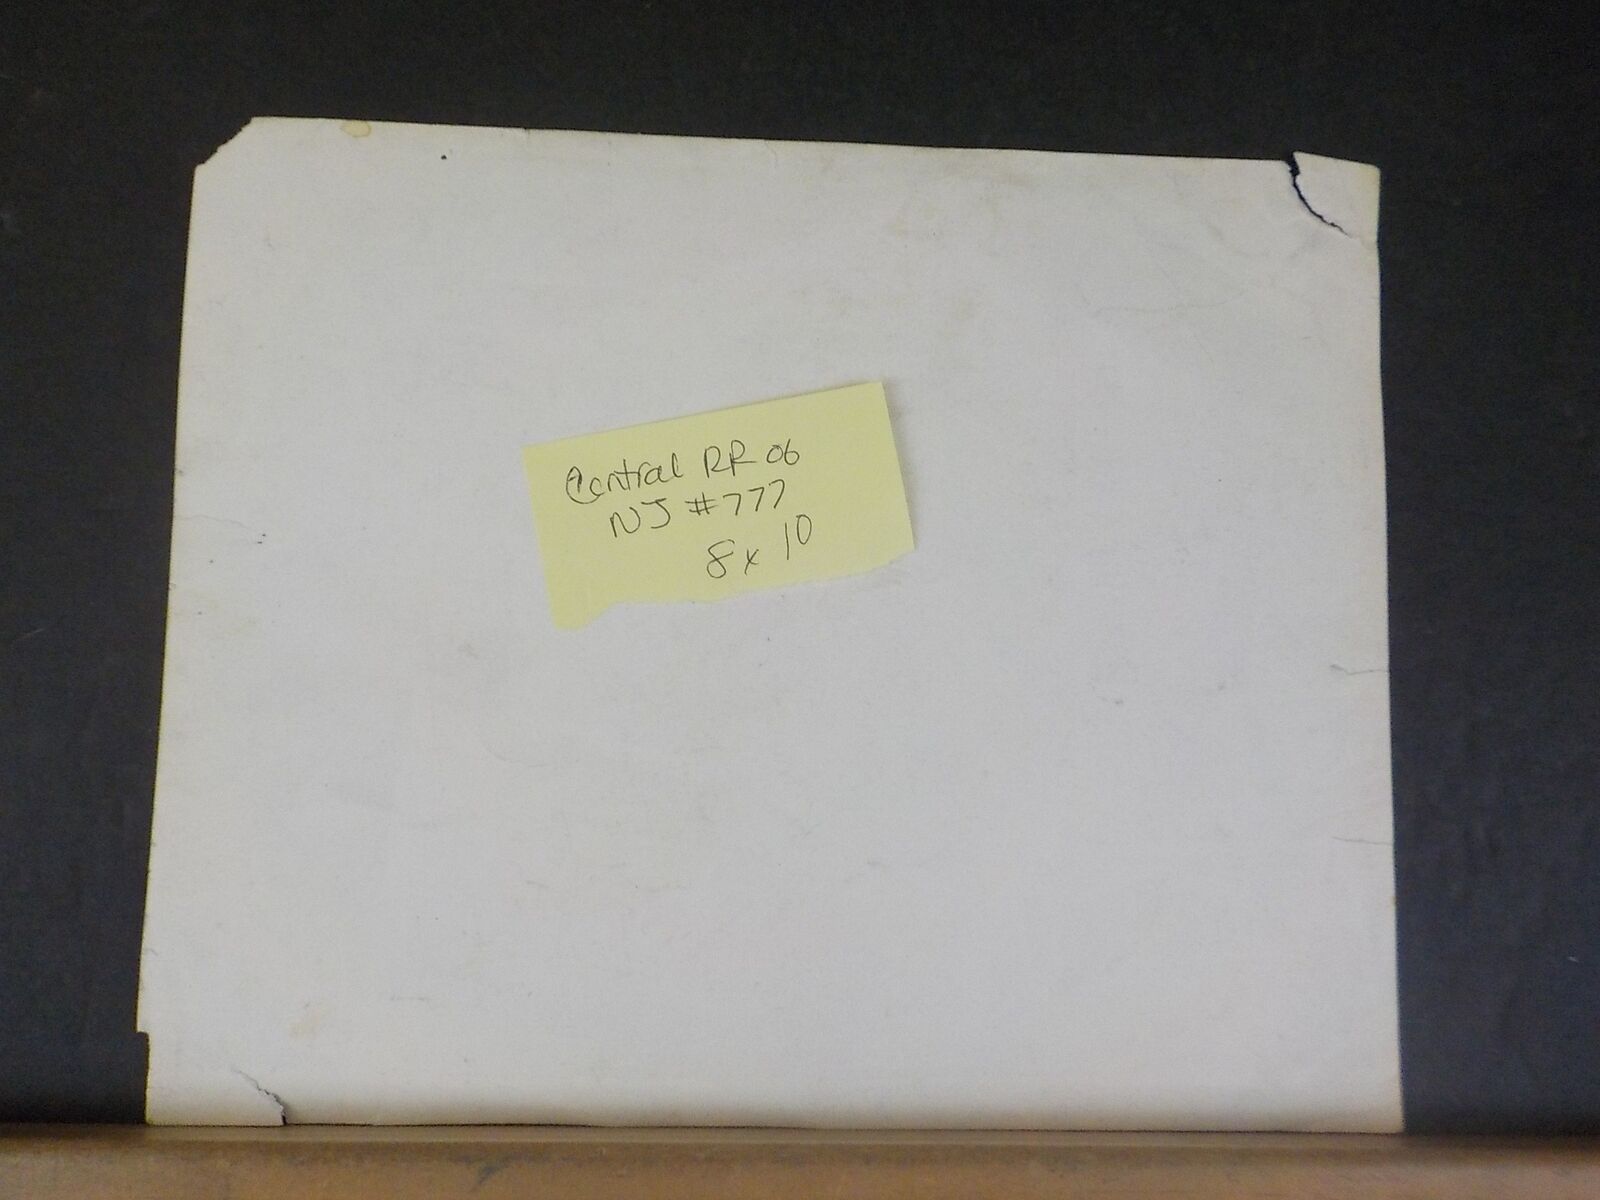 Central RR of
NJ #777
8x10